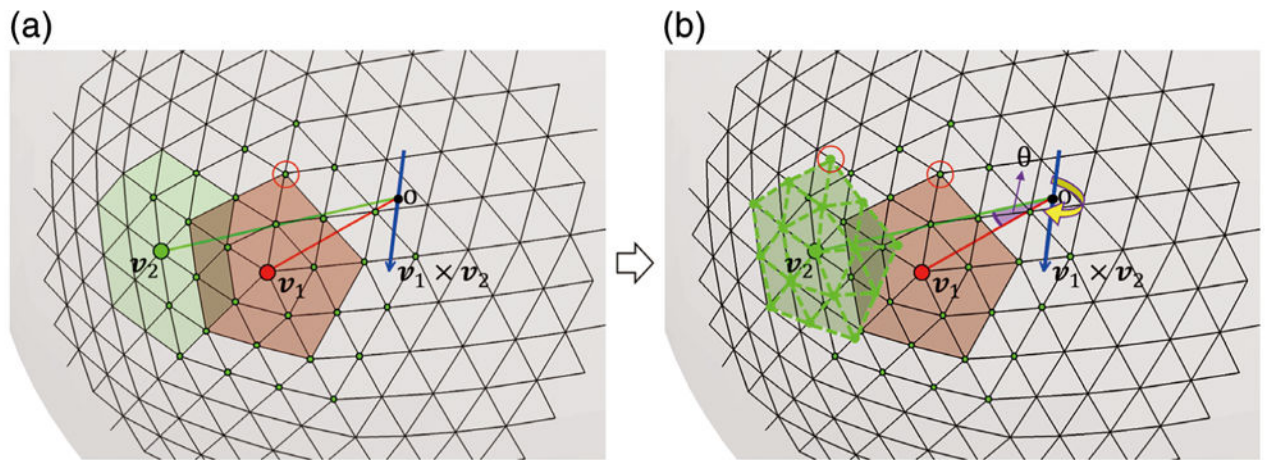 (a)
(b)
o
v₂
v₁
v₁ × v₂
θ
o
v₂
v₁
v₁ × v₂